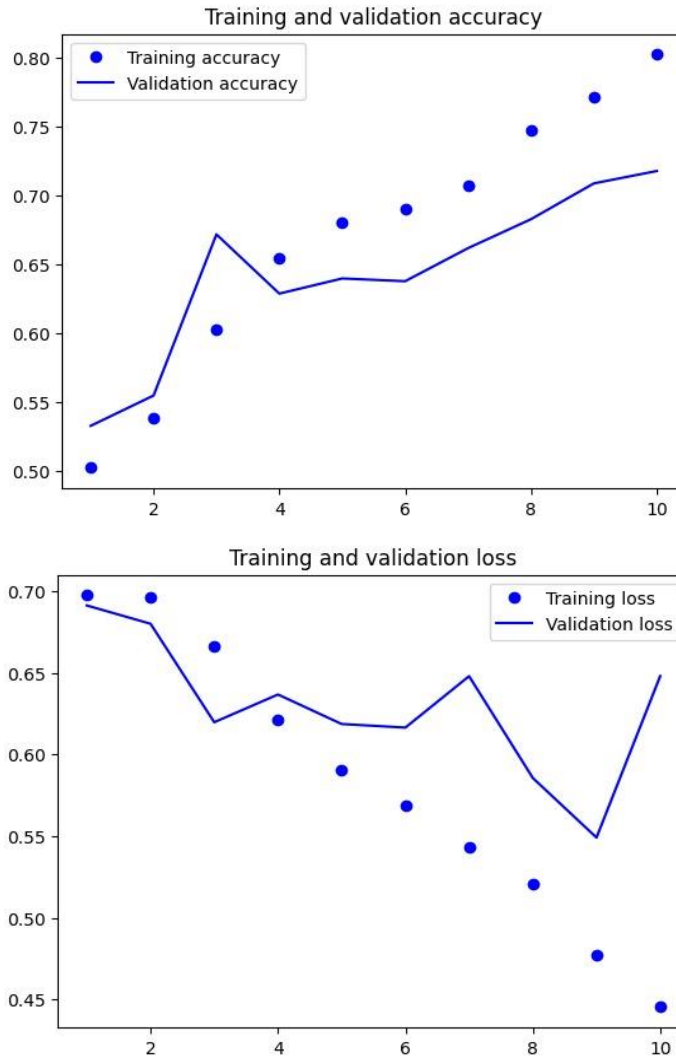 Training and validation accuracy
Training accuracy
Validation accuracy
0.80
0.75
0.70
0.65
0.60
0.55
0.50
2 4 6 8 10
Training and validation loss
Training loss
Validation loss
0.70
0.65
0.60
0.55
0.50
0.45
2 4 6 8 10